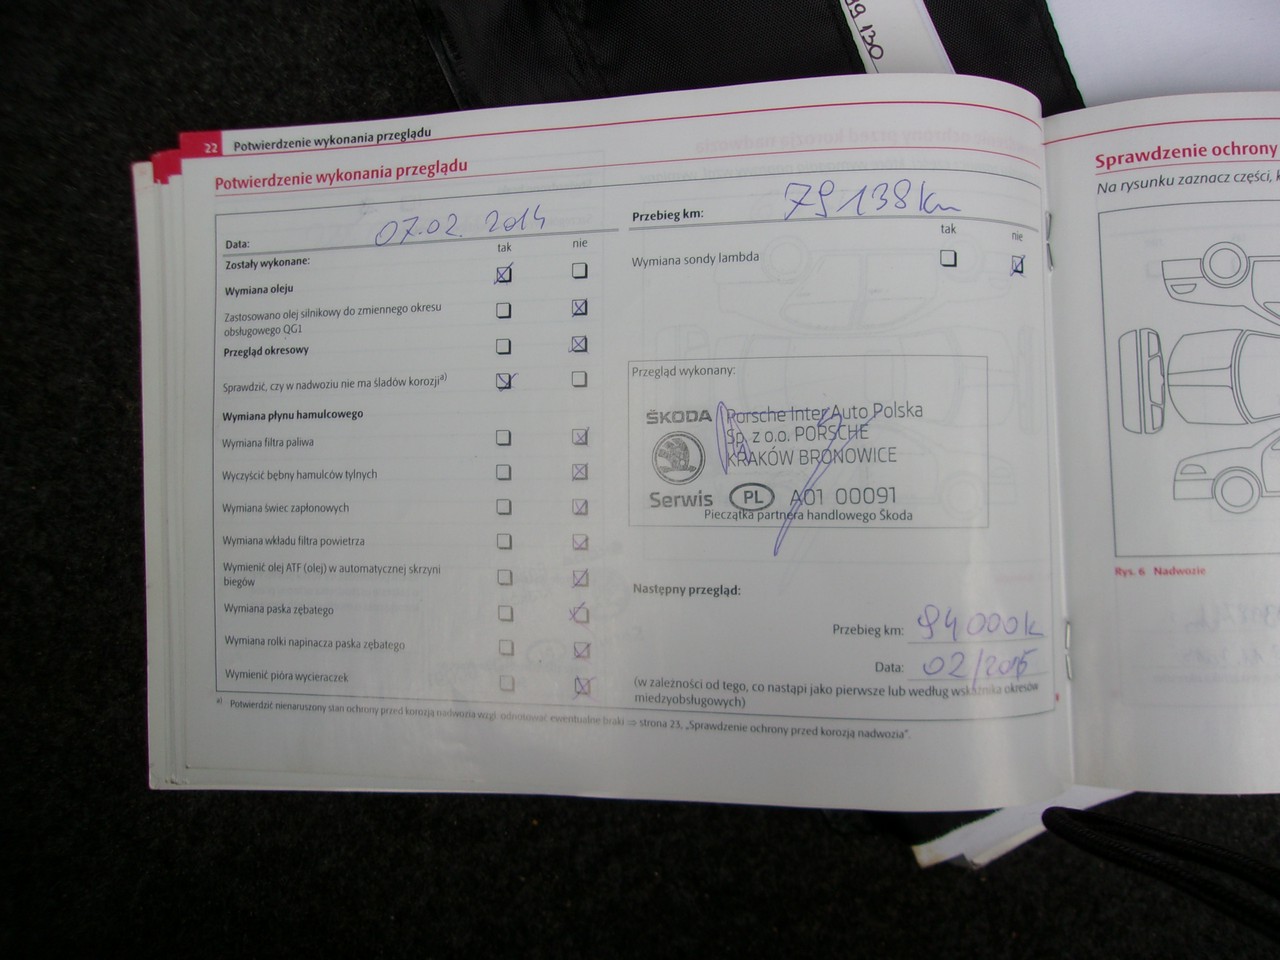 99 130
22 Potwierdzenie wykonania przeglądu
Potwierdzenie wykonania przeglądu
Data: 07.02. 2014
tak nie
Zostały wykonane:
Wymiana oleju
Zastosowano olej silnikowy do zmiennego okresu
obsługowego QG1
Przegląd okresowy
Sprawdzić, czy w nadwoziu nie ma śladów korozji a)
Wymiana płynu hamulcowego
Wymiana filtra paliwa
Wyczyścić bębny hamulców tylnych
Wymiana świec zapłonowych
Wymiana wkładu filtra powietrza
Wymienić olej ATF (olej) w automatycznej skrzyni
biegów
Wymiana paska zębatego
Wymiana rolki napinacza paska zębatego
Wymienić pióra wycieraczek
Przebieg km: 79138km
tak nie
Wymiana sondy lambda
Przegląd wykonany:
ŠKODA Porsche Inter Auto Polska
Sp. z o.o. PORSCHE
KRAKÓW BRONOWICE
Serwis PL A01 00091
Pieczątka partnera handlowego Škoda
Następny przegląd:
Przebieg km: 94000k
Data: 02/2015
(w zależności od tego, co nastąpi jako pierwsze lub według wskaźnika okresów
miedzyobsługowych)
a) Potwierdzić nienaruszony stan ochrony przed korozją nadwozia wzgl. odnotować ewentualne braki ⇒ strona 23, „Sprawdzenie ochrony przed korozją nadwozia“.
Sprawdzenie ochrony
Na rysunku zaznacz części, k
Rys. 6 Nadwozie